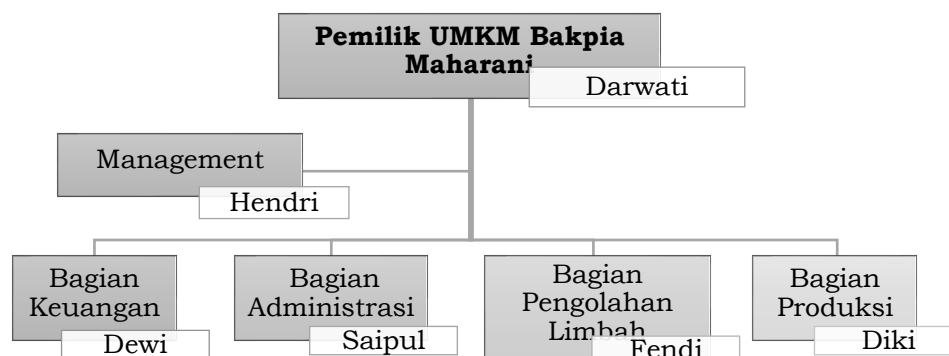 Pemilik UMKM Bakpia
Maharani
Darwati
Management
Hendri
Bagian
Keuangan
Dewi
Bagian
Administrasi
Saipul
Bagian
Pengolahan
Limbah
Fendi
Bagian
Produksi
Diki